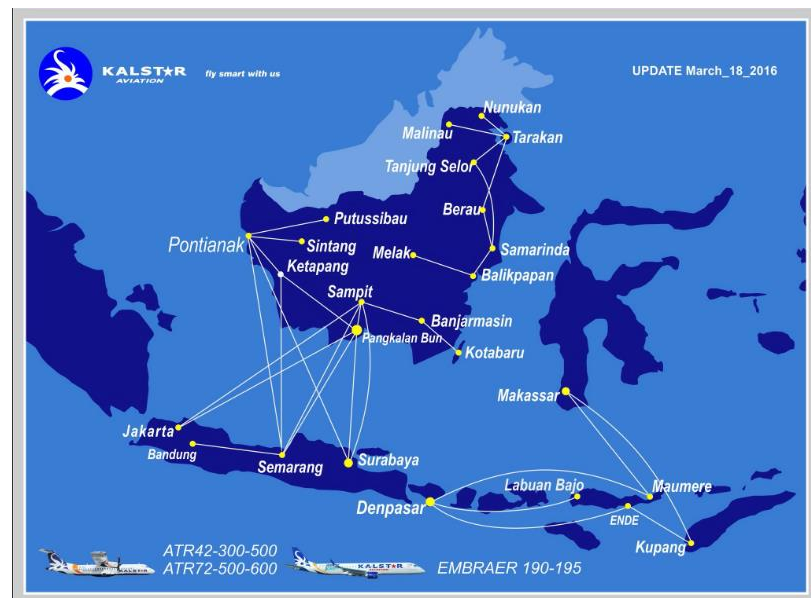 KALSTAR
AVIATION
fly smart with us
UPDATE March_18_2016
Nunukan
Malinau
Tarakan
Tanjung Selor
Berau
Putussibau
Pontianak
Sintang
Melak
Samarinda
Ketapang
Balikpapan
Sampit
Banjarmasin
Pangkalan Bun
Kotabaru
Makassar
Jakarta
Bandung
Semarang
Surabaya
Labuan Bajo
Maumere
Denpasar
ENDE
Kupang
ATR42-300-500
ATR72-500-600
KALSTAR
EMBRAER 190-195